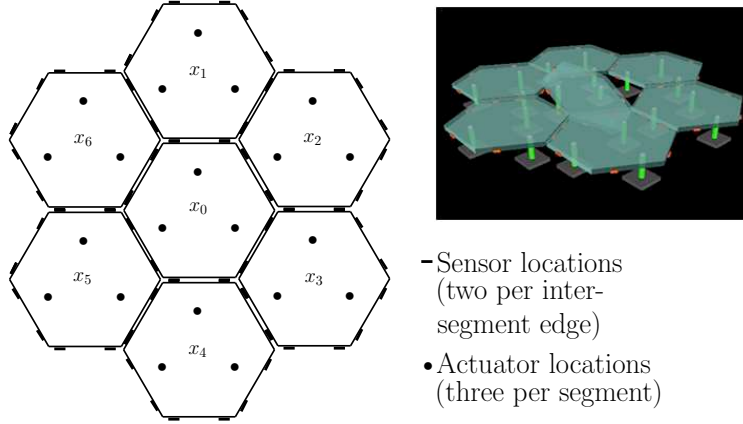 x₁
x₆
x₂
x₀
x₅
x₃
x₄
Sensor locations
(two per inter-
segment edge)
Actuator locations
(three per segment)